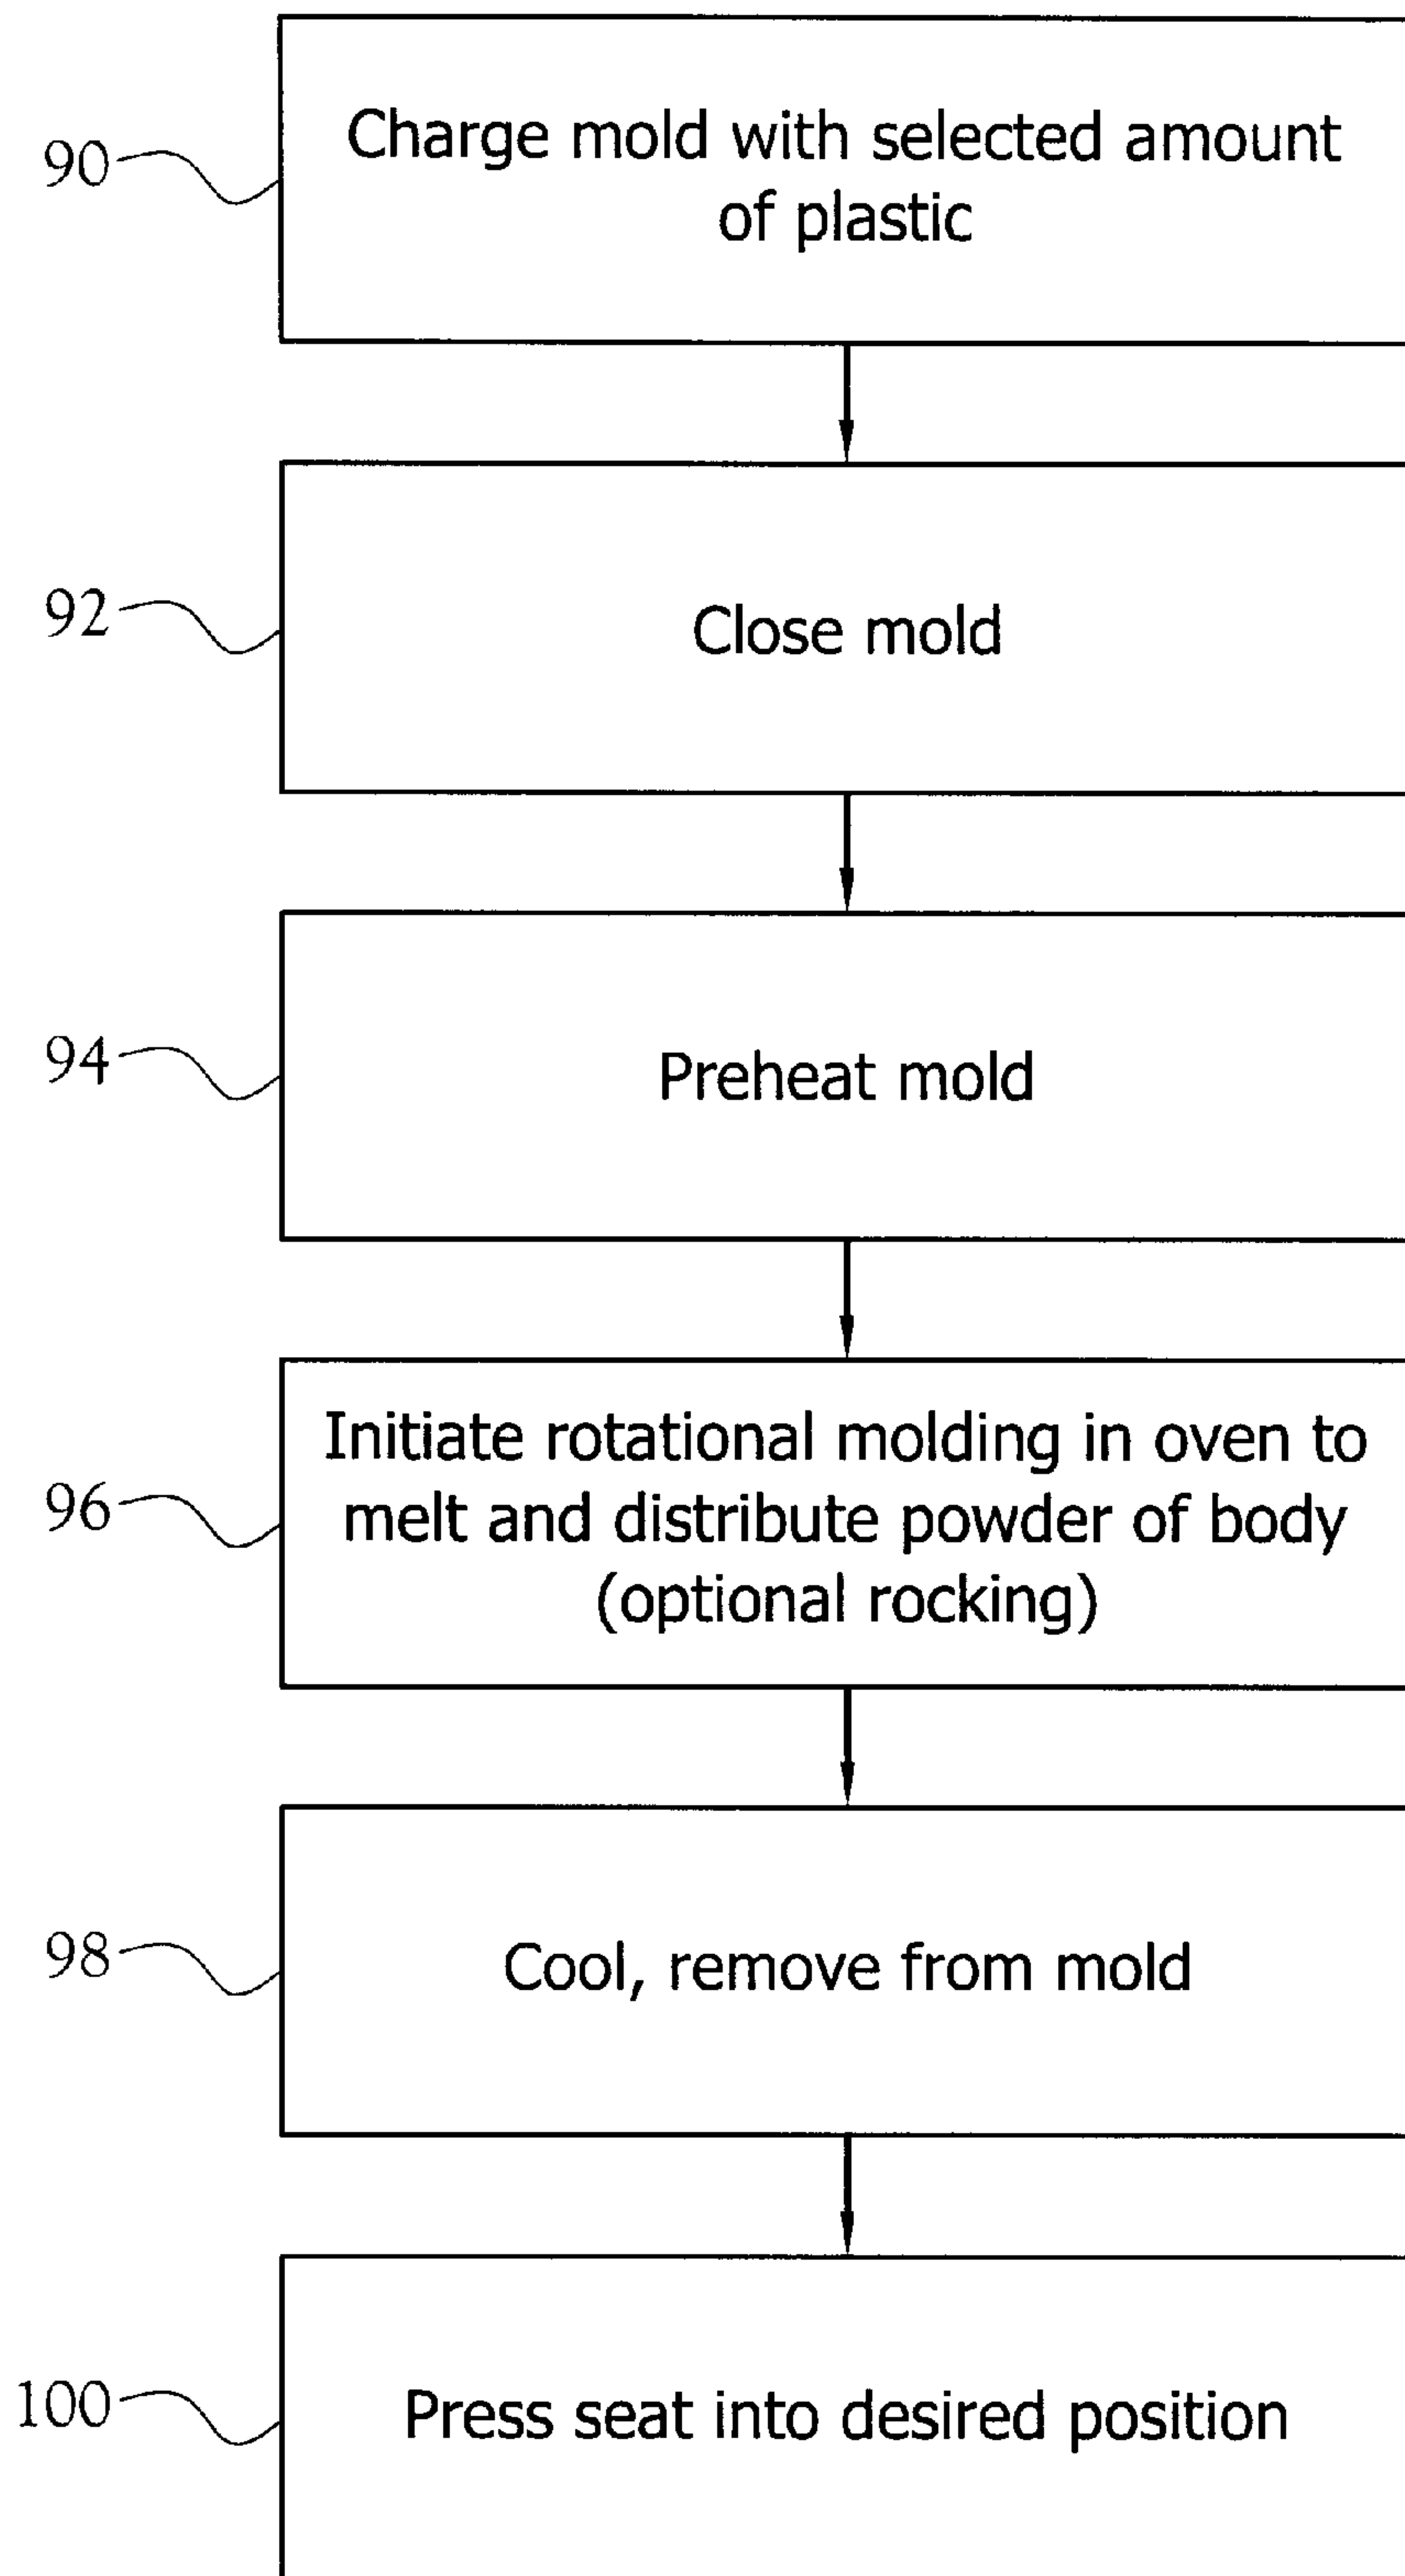 90
Charge mold with selected amount
of plastic
92
Close mold
94
Preheat mold
96
Initiate rotational molding in oven to
melt and distribute powder of body
(optional rocking)
98
Cool, remove from mold
100
Press seat into desired position